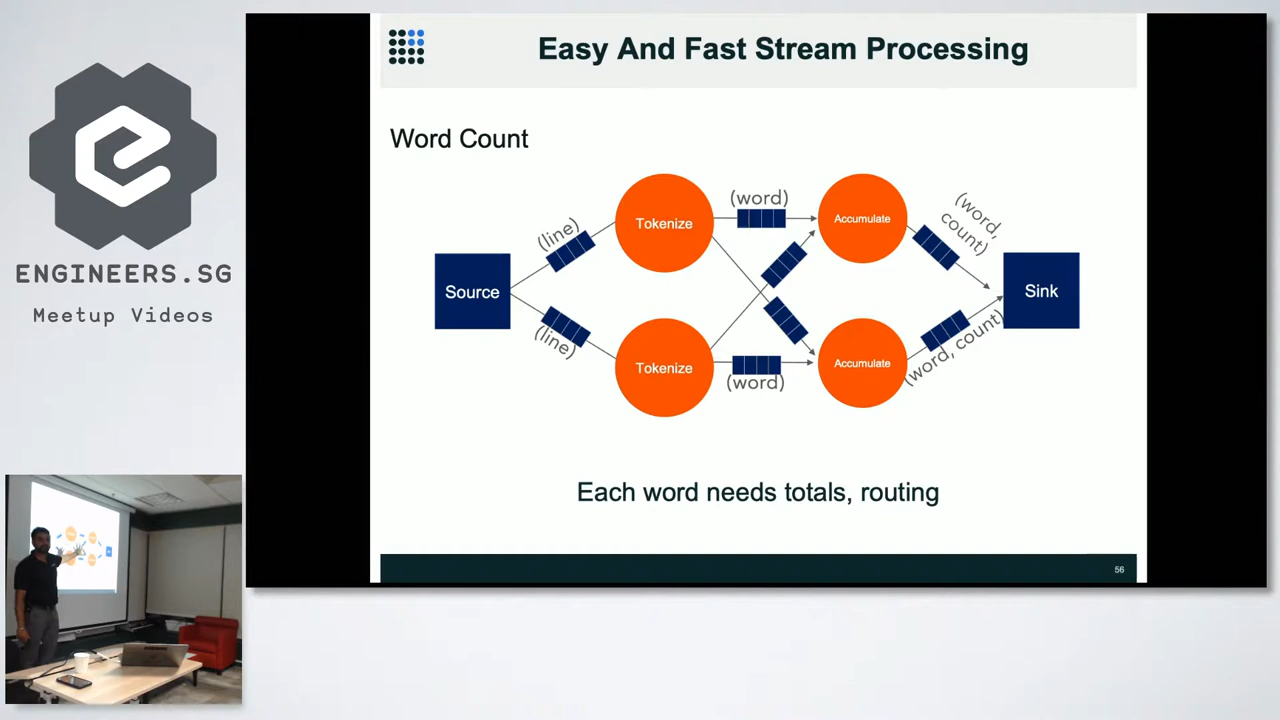 ENGINEERS.SG
Meetup Videos
Easy And Fast Stream Processing
Word Count
(line)
(line)
Source
Tokenize
Tokenize
(word)
(word)
Accumulate
Accumulate
(word,
count)
(word, count)
Sink
Each word needs totals, routing
56